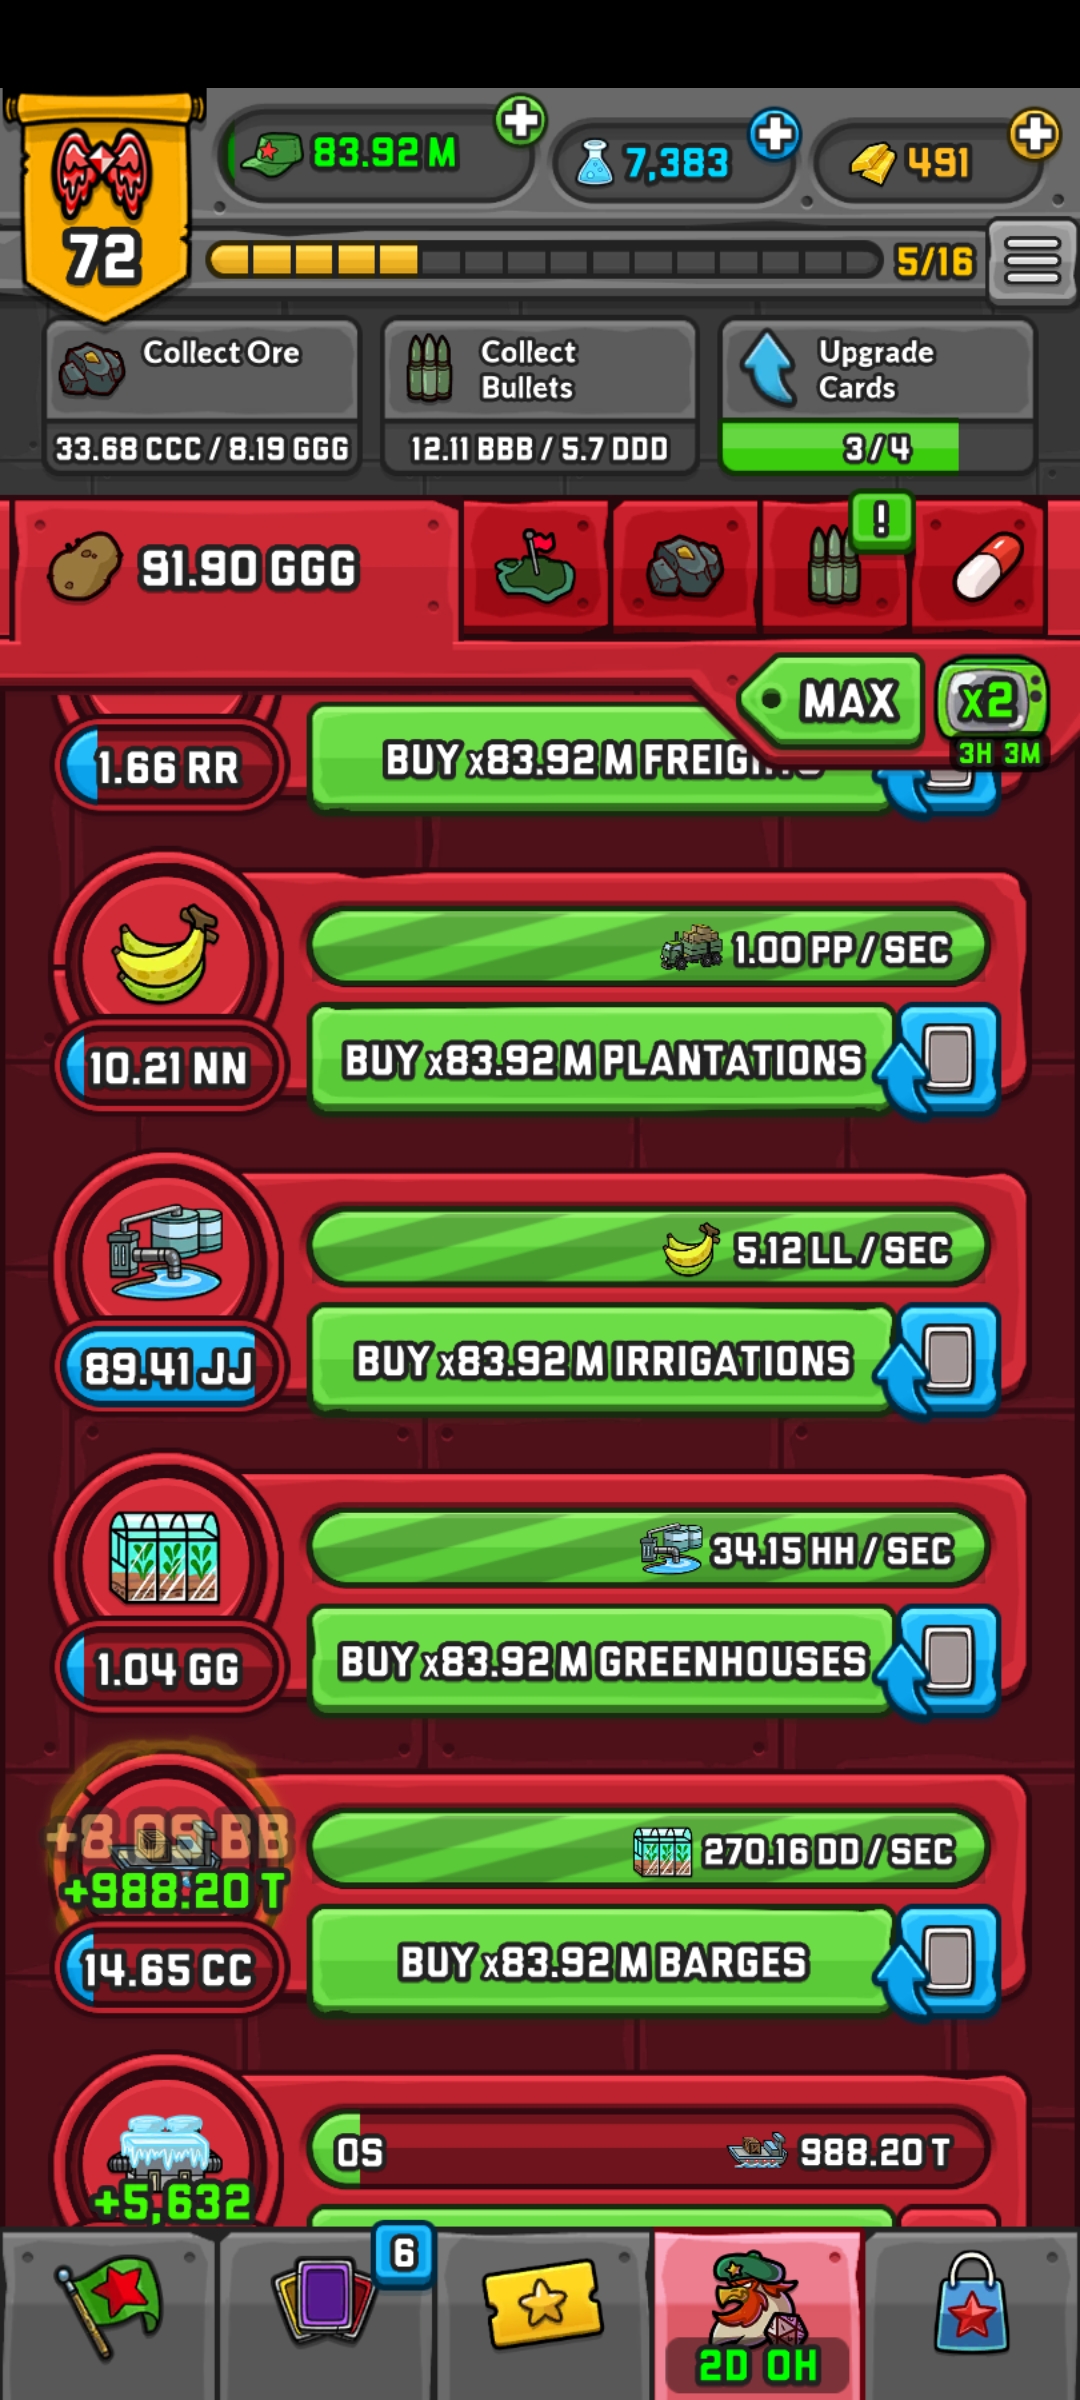 83.92 M
7,383
491
72
5/16
Collect Ore
33.68 CCC / 8.19 GGG
Collect
Bullets
12.11 BBB / 5.7 DDD
Upgrade
Cards
3/4
91.90 GGG
!
MAX
x2
3H 3M
1.66 RR
BUY x83.92 M
1.00 PP / SEC
10.21 NN
BUY x83.92 M PLANTATIONS
5.12 LL / SEC
89.41 JJ
BUY x83.92 M IRRIGATIONS
34.15 HH / SEC
1.04 GG
BUY x83.92 M GREENHOUSES
+988.20 T
270.16 DD / SEC
14.65 CC
BUY x83.92 M BARGES
0S
988.20 T
+5,632
6
2D 0H